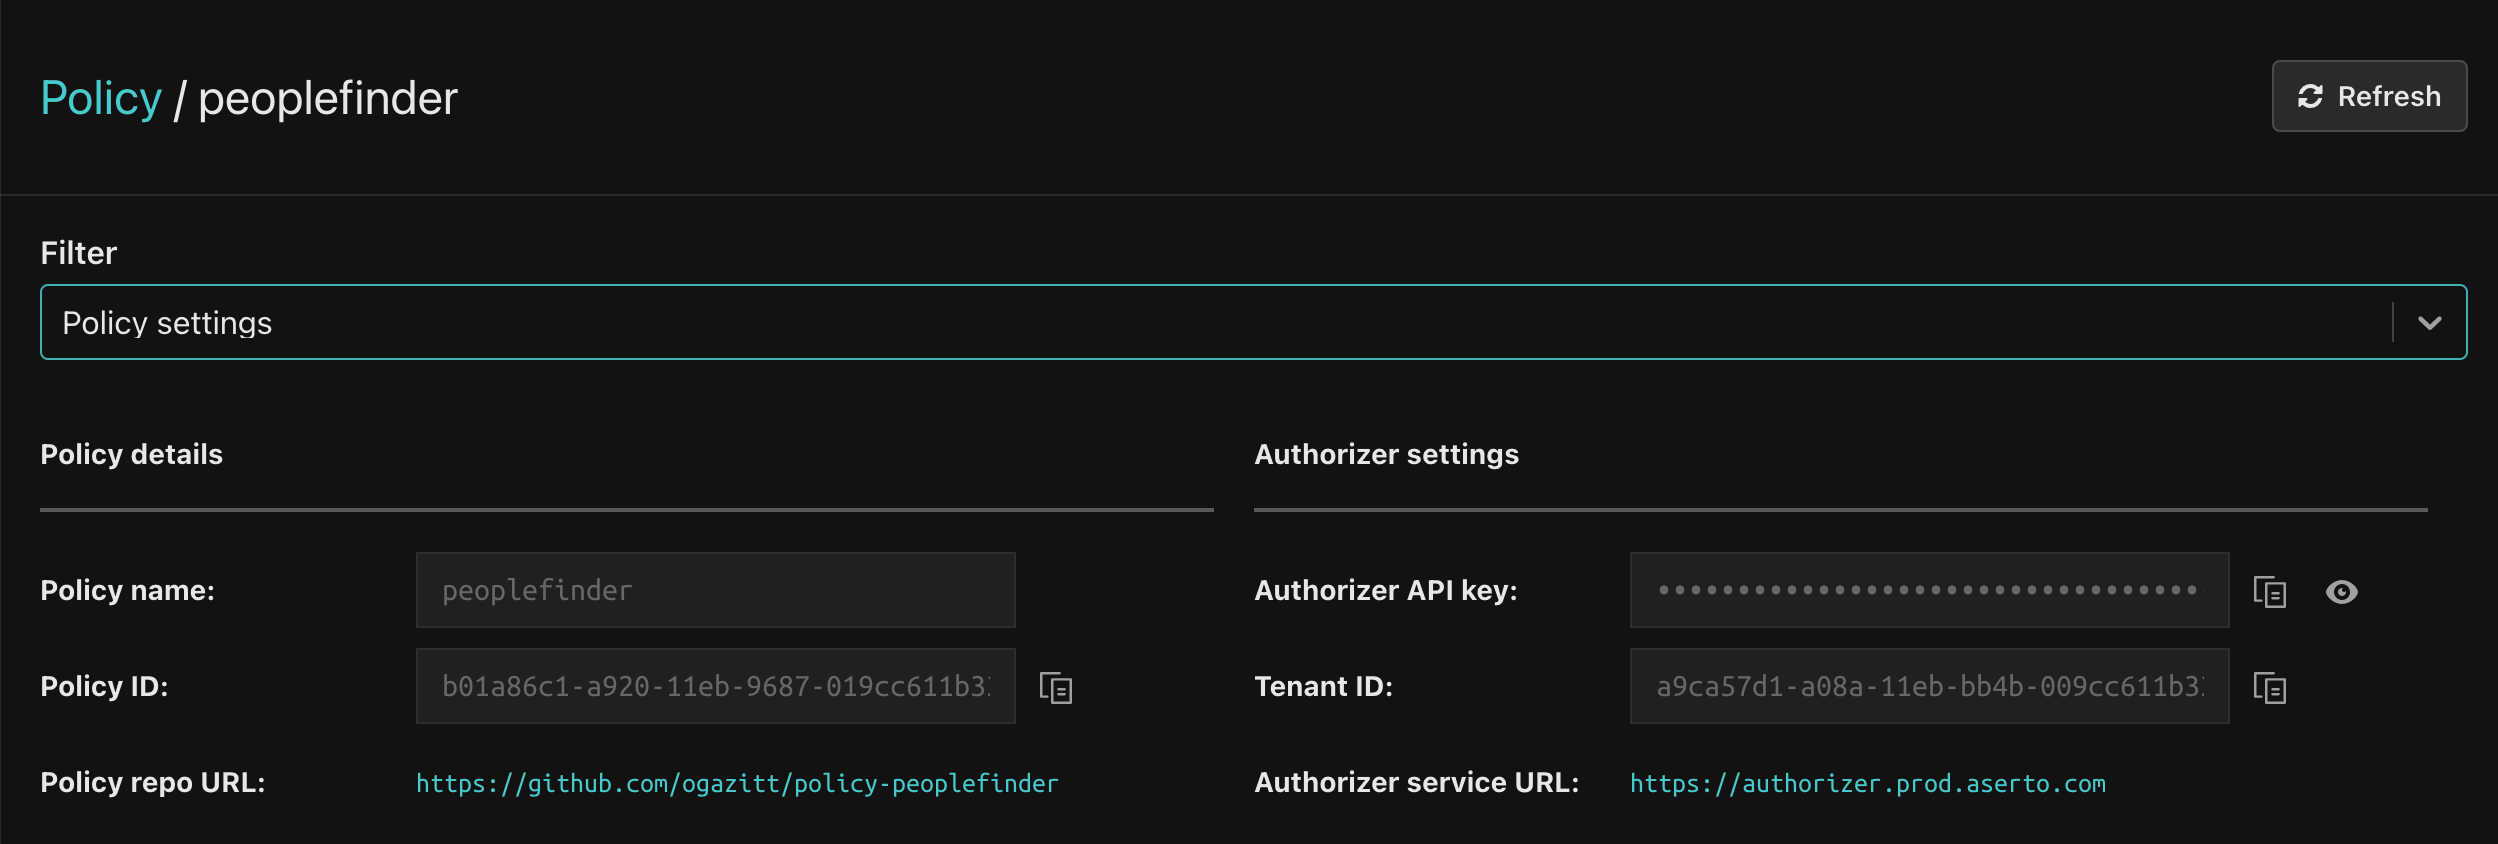 Policy / peoplefinder
Refresh
Filter
Policy settings
Policy details
Policy name: peoplefinder
Policy ID: b01a86c1-a920-11eb-9687-019cc611b3
Policy repo URL: https://github.com/ogazitt/policy-peoplefinder
Authorizer settings
Authorizer API key: ••••••••••••••••••••••••••••••••••
Tenant ID: a9ca57d1-a08a-11eb-bb4b-009cc611b3
Authorizer service URL: https://authorizer.prod.aserto.com